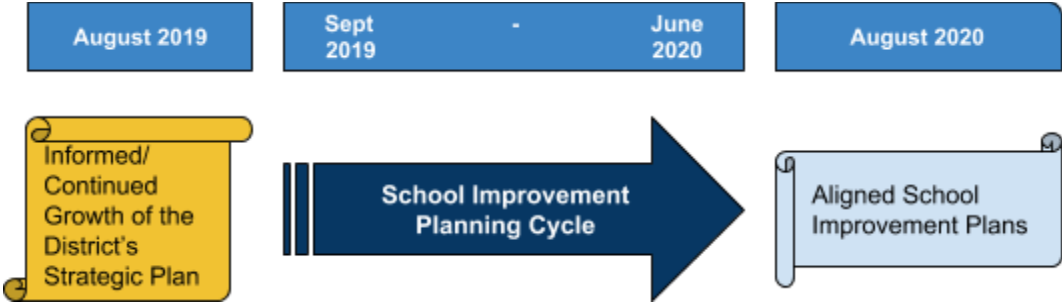 August 2019
Sept - June
2019 2020
August 2020
Informed/
Continued
Growth of the
District's
Strategic Plan
School Improvement
Planning Cycle
Aligned School
Improvement Plans